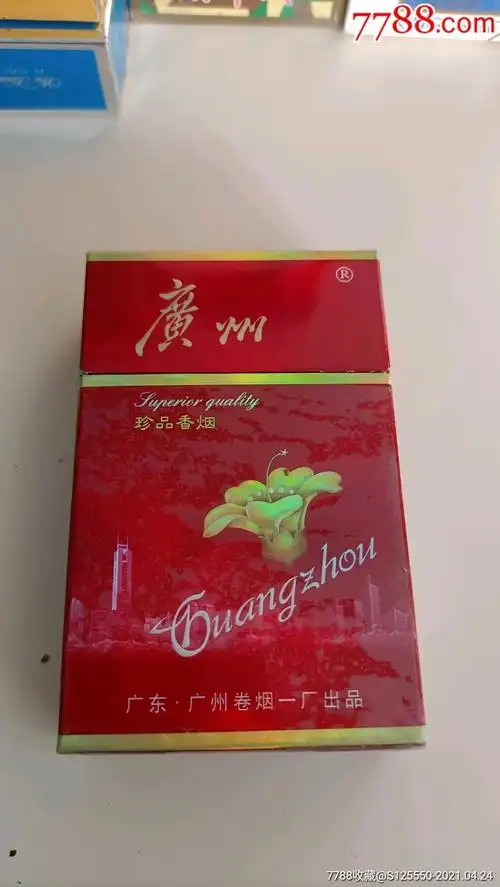 7788.com
廣州
®
Superior quality
珍品香烟
Guangzhou
广东·广州卷烟一厂出品
7788收藏@S125550-2021.04.24